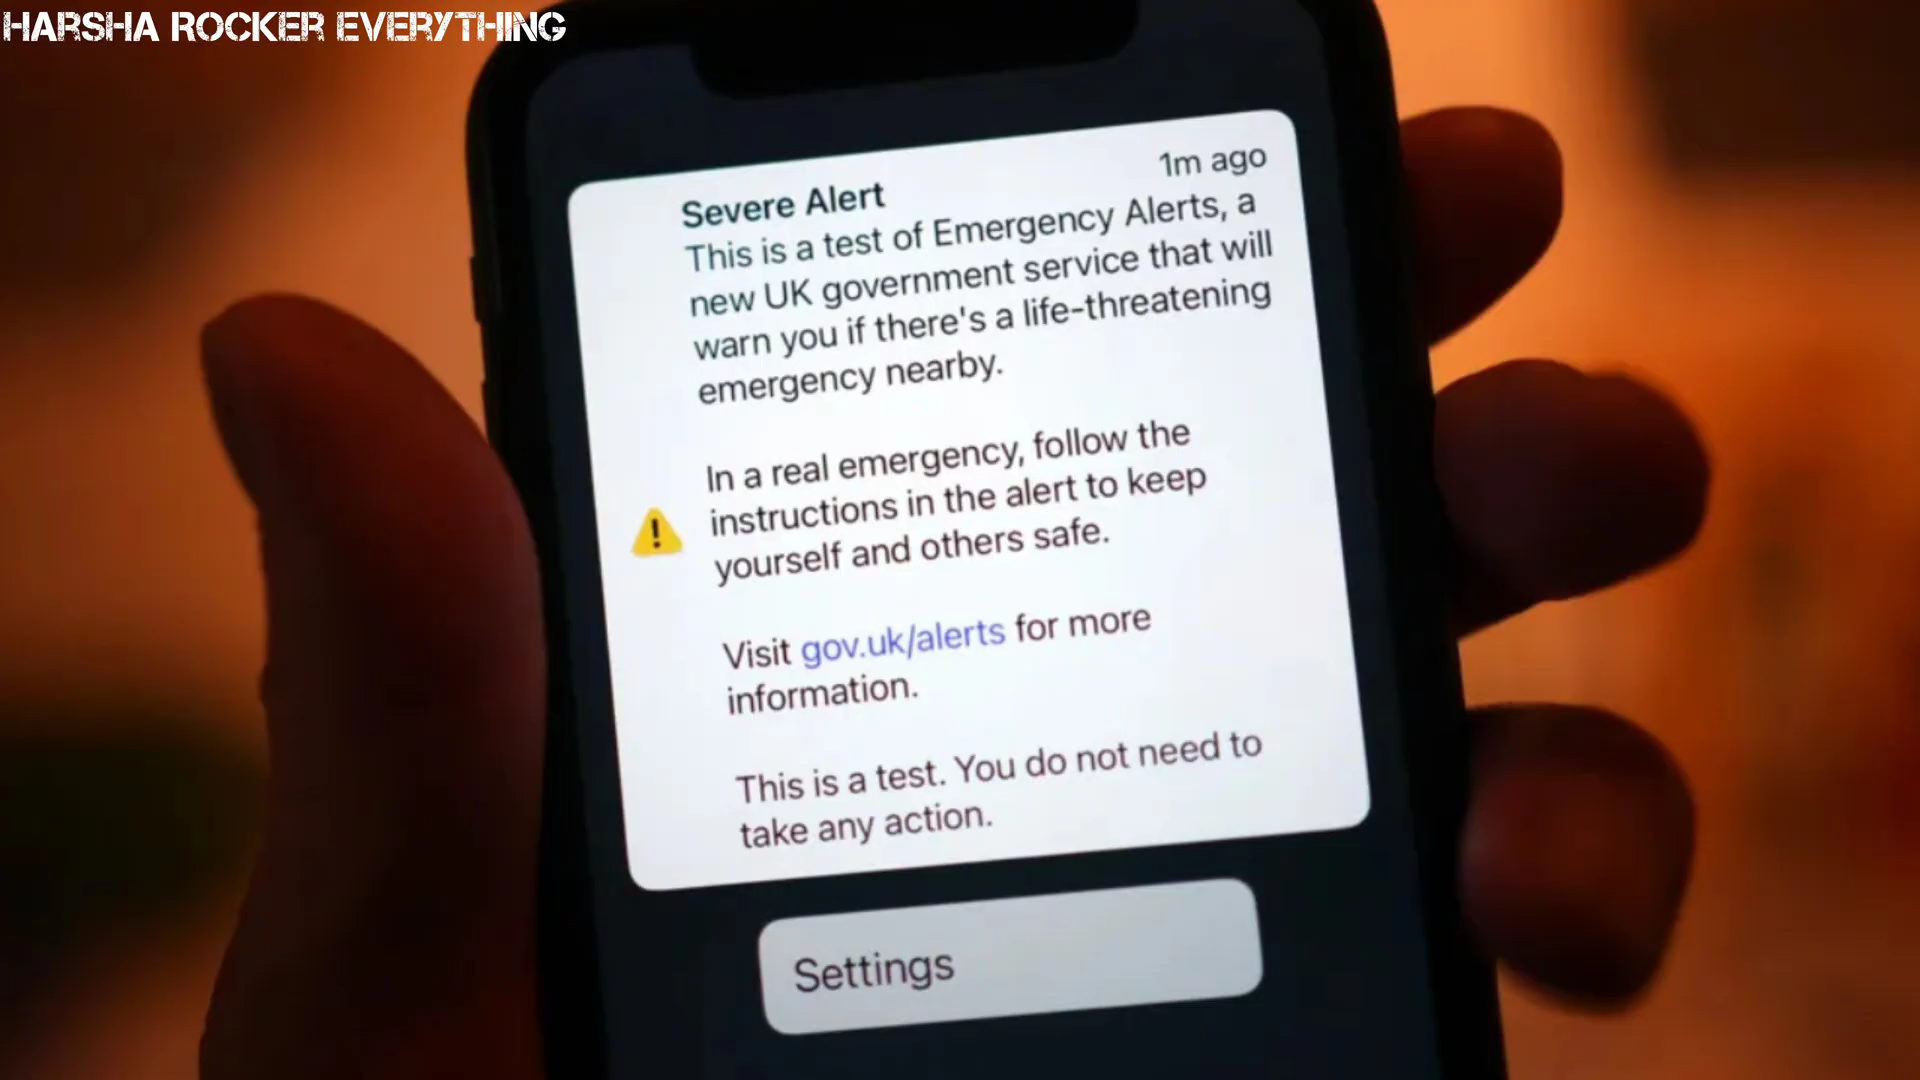 HARSHA ROCKER EVERYTHING
1m ago
Severe Alert
This is a test of Emergency Alerts, a
new UK government service that will
warn you if there's a life-threatening
emergency nearby.
In a real emergency, follow the
instructions in the alert to keep
yourself and others safe.
Visit gov.uk/alerts for more
information.
This is a test. You do not need to
take any action.
Settings